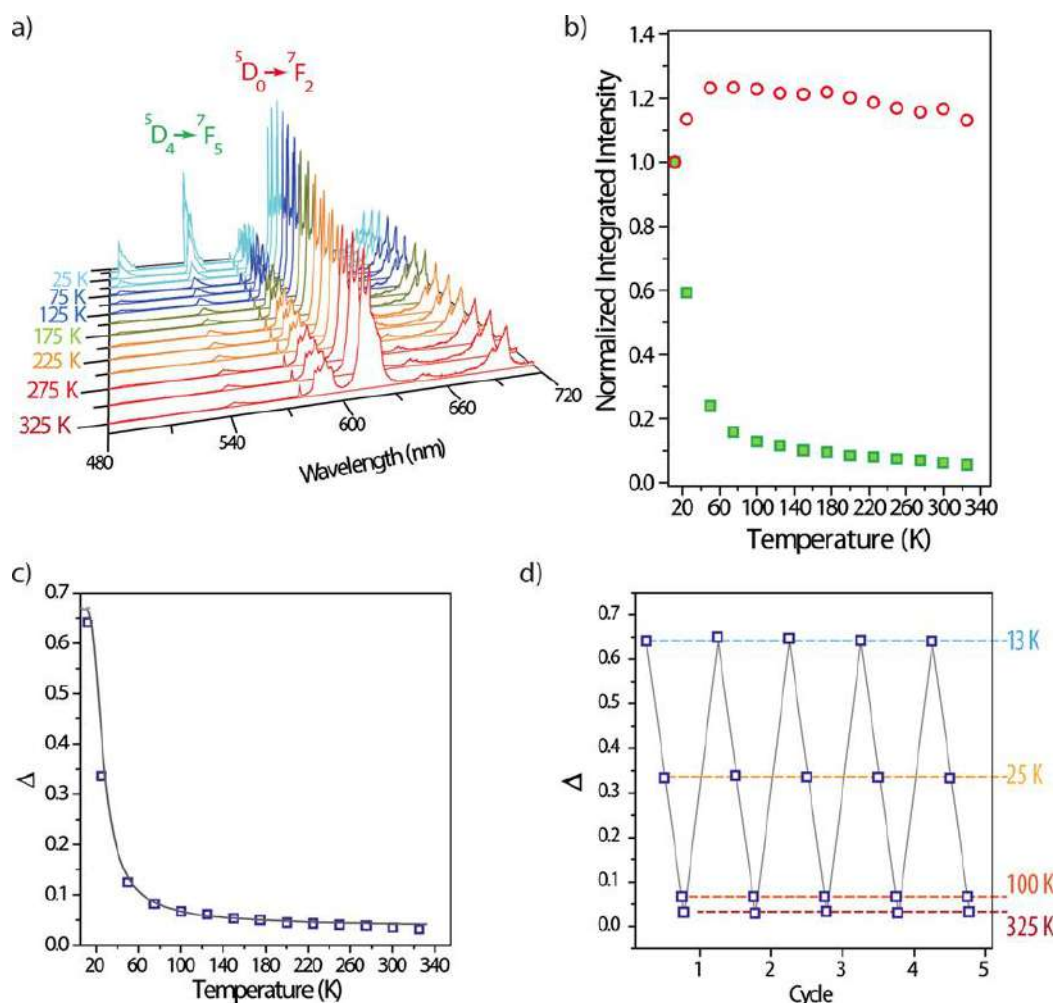 a)
⁵D₀→⁷F₂
⁵D₄→⁷F₅
25 K
75 K
125 K
175 K
225 K
275 K
325 K
480
540
600
660
720
Wavelength (nm)
b)
Normalized Integrated Intensity
1.4
1.2
1.0
0.8
0.6
0.4
0.2
0.0
20 60 100 150 180 220 260 300 340
Temperature (K)
c)
Δ
0.7
0.6
0.5
0.4
0.3
0.2
0.1
0.0
20 60 100 140 180 220 260 300 340
Temperature (K)
d)
Δ
0.7
0.6
0.5
0.4
0.3
0.2
0.1
0.0
13 K
25 K
100 K
325 K
1 2 3 4 5
Cycle